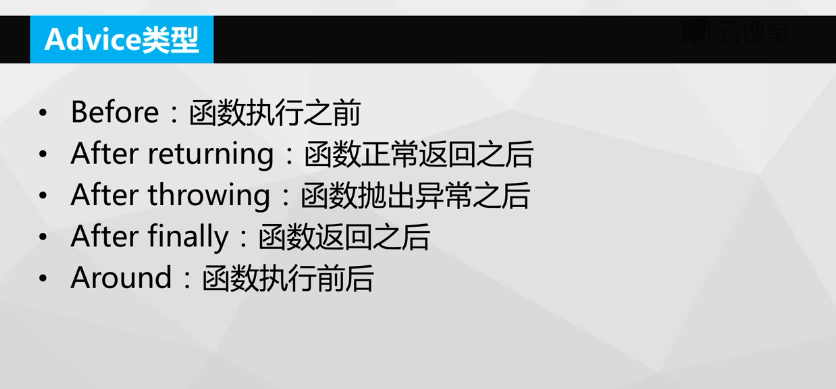 Advice类型
云课堂
• Before：函数执行之前
• After returning：函数正常返回之后
• After throwing：函数抛出异常之后
• After finally：函数返回之后
• Around：函数执行前后